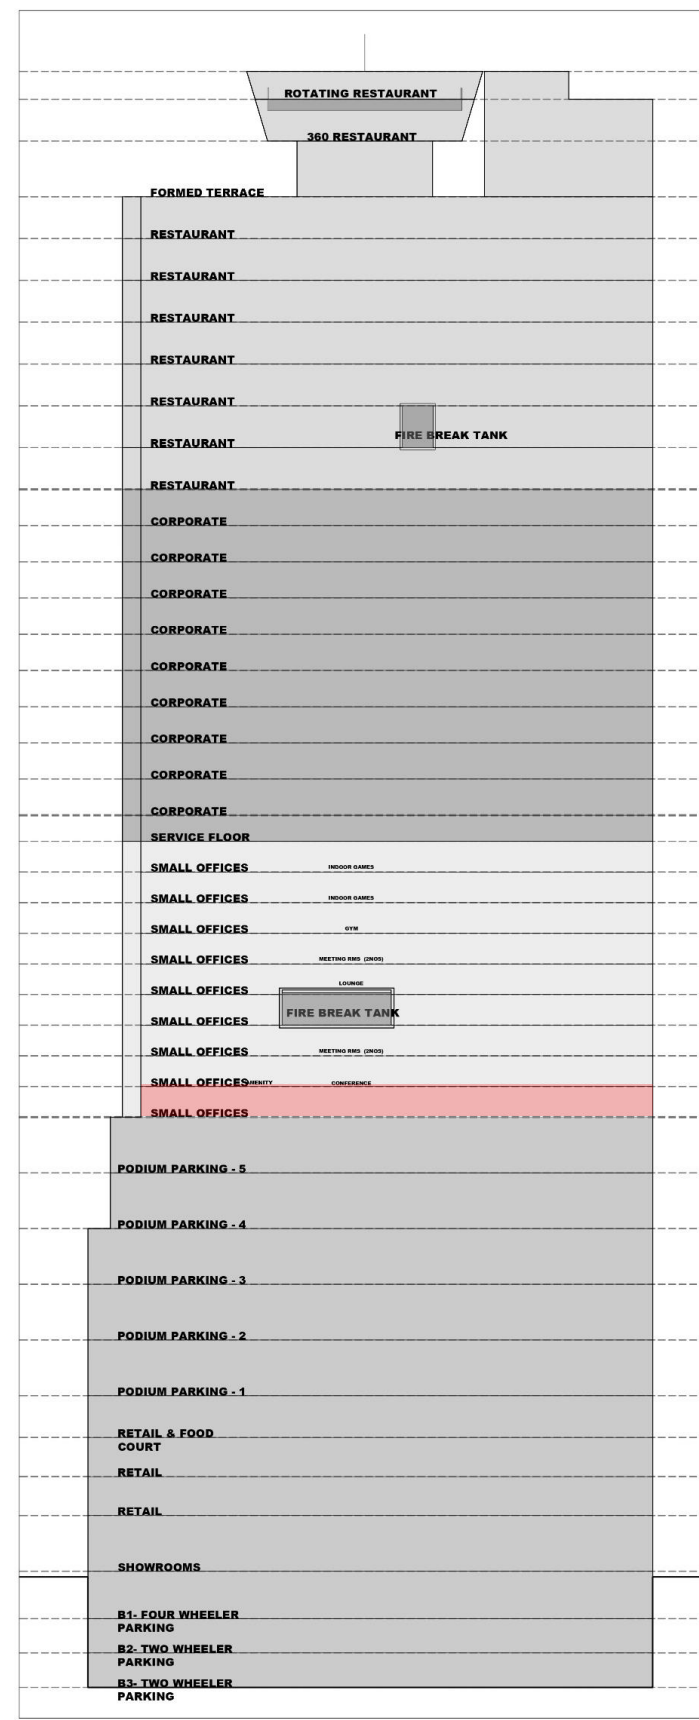 ROTATING RESTAURANT
360 RESTAURANT
FORMED TERRACE
RESTAURANT
RESTAURANT
RESTAURANT
RESTAURANT
RESTAURANT
FIRE BREAK TANK
RESTAURANT
RESTAURANT
CORPORATE
CORPORATE
CORPORATE
CORPORATE
CORPORATE
CORPORATE
CORPORATE
CORPORATE
CORPORATE
SERVICE FLOOR
SMALL OFFICES INDOOR GAMES
SMALL OFFICES INDOOR GAMES
SMALL OFFICES GYM
SMALL OFFICES MEETING RMS (2NOS)
LOUNGE
SMALL OFFICES
FIRE BREAK TANK
SMALL OFFICES
SMALL OFFICES MEETING RMS (2NOS)
SMALL OFFICES CONFERENCE
SMALL OFFICES
PODIUM PARKING - 5
PODIUM PARKING - 4
PODIUM PARKING - 3
PODIUM PARKING - 2
PODIUM PARKING - 1
RETAIL & FOOD
COURT
RETAIL
RETAIL
SHOWROOMS
B1- FOUR WHEELER
PARKING
B2- TWO WHEELER
PARKING
B3- TWO WHEELER
PARKING